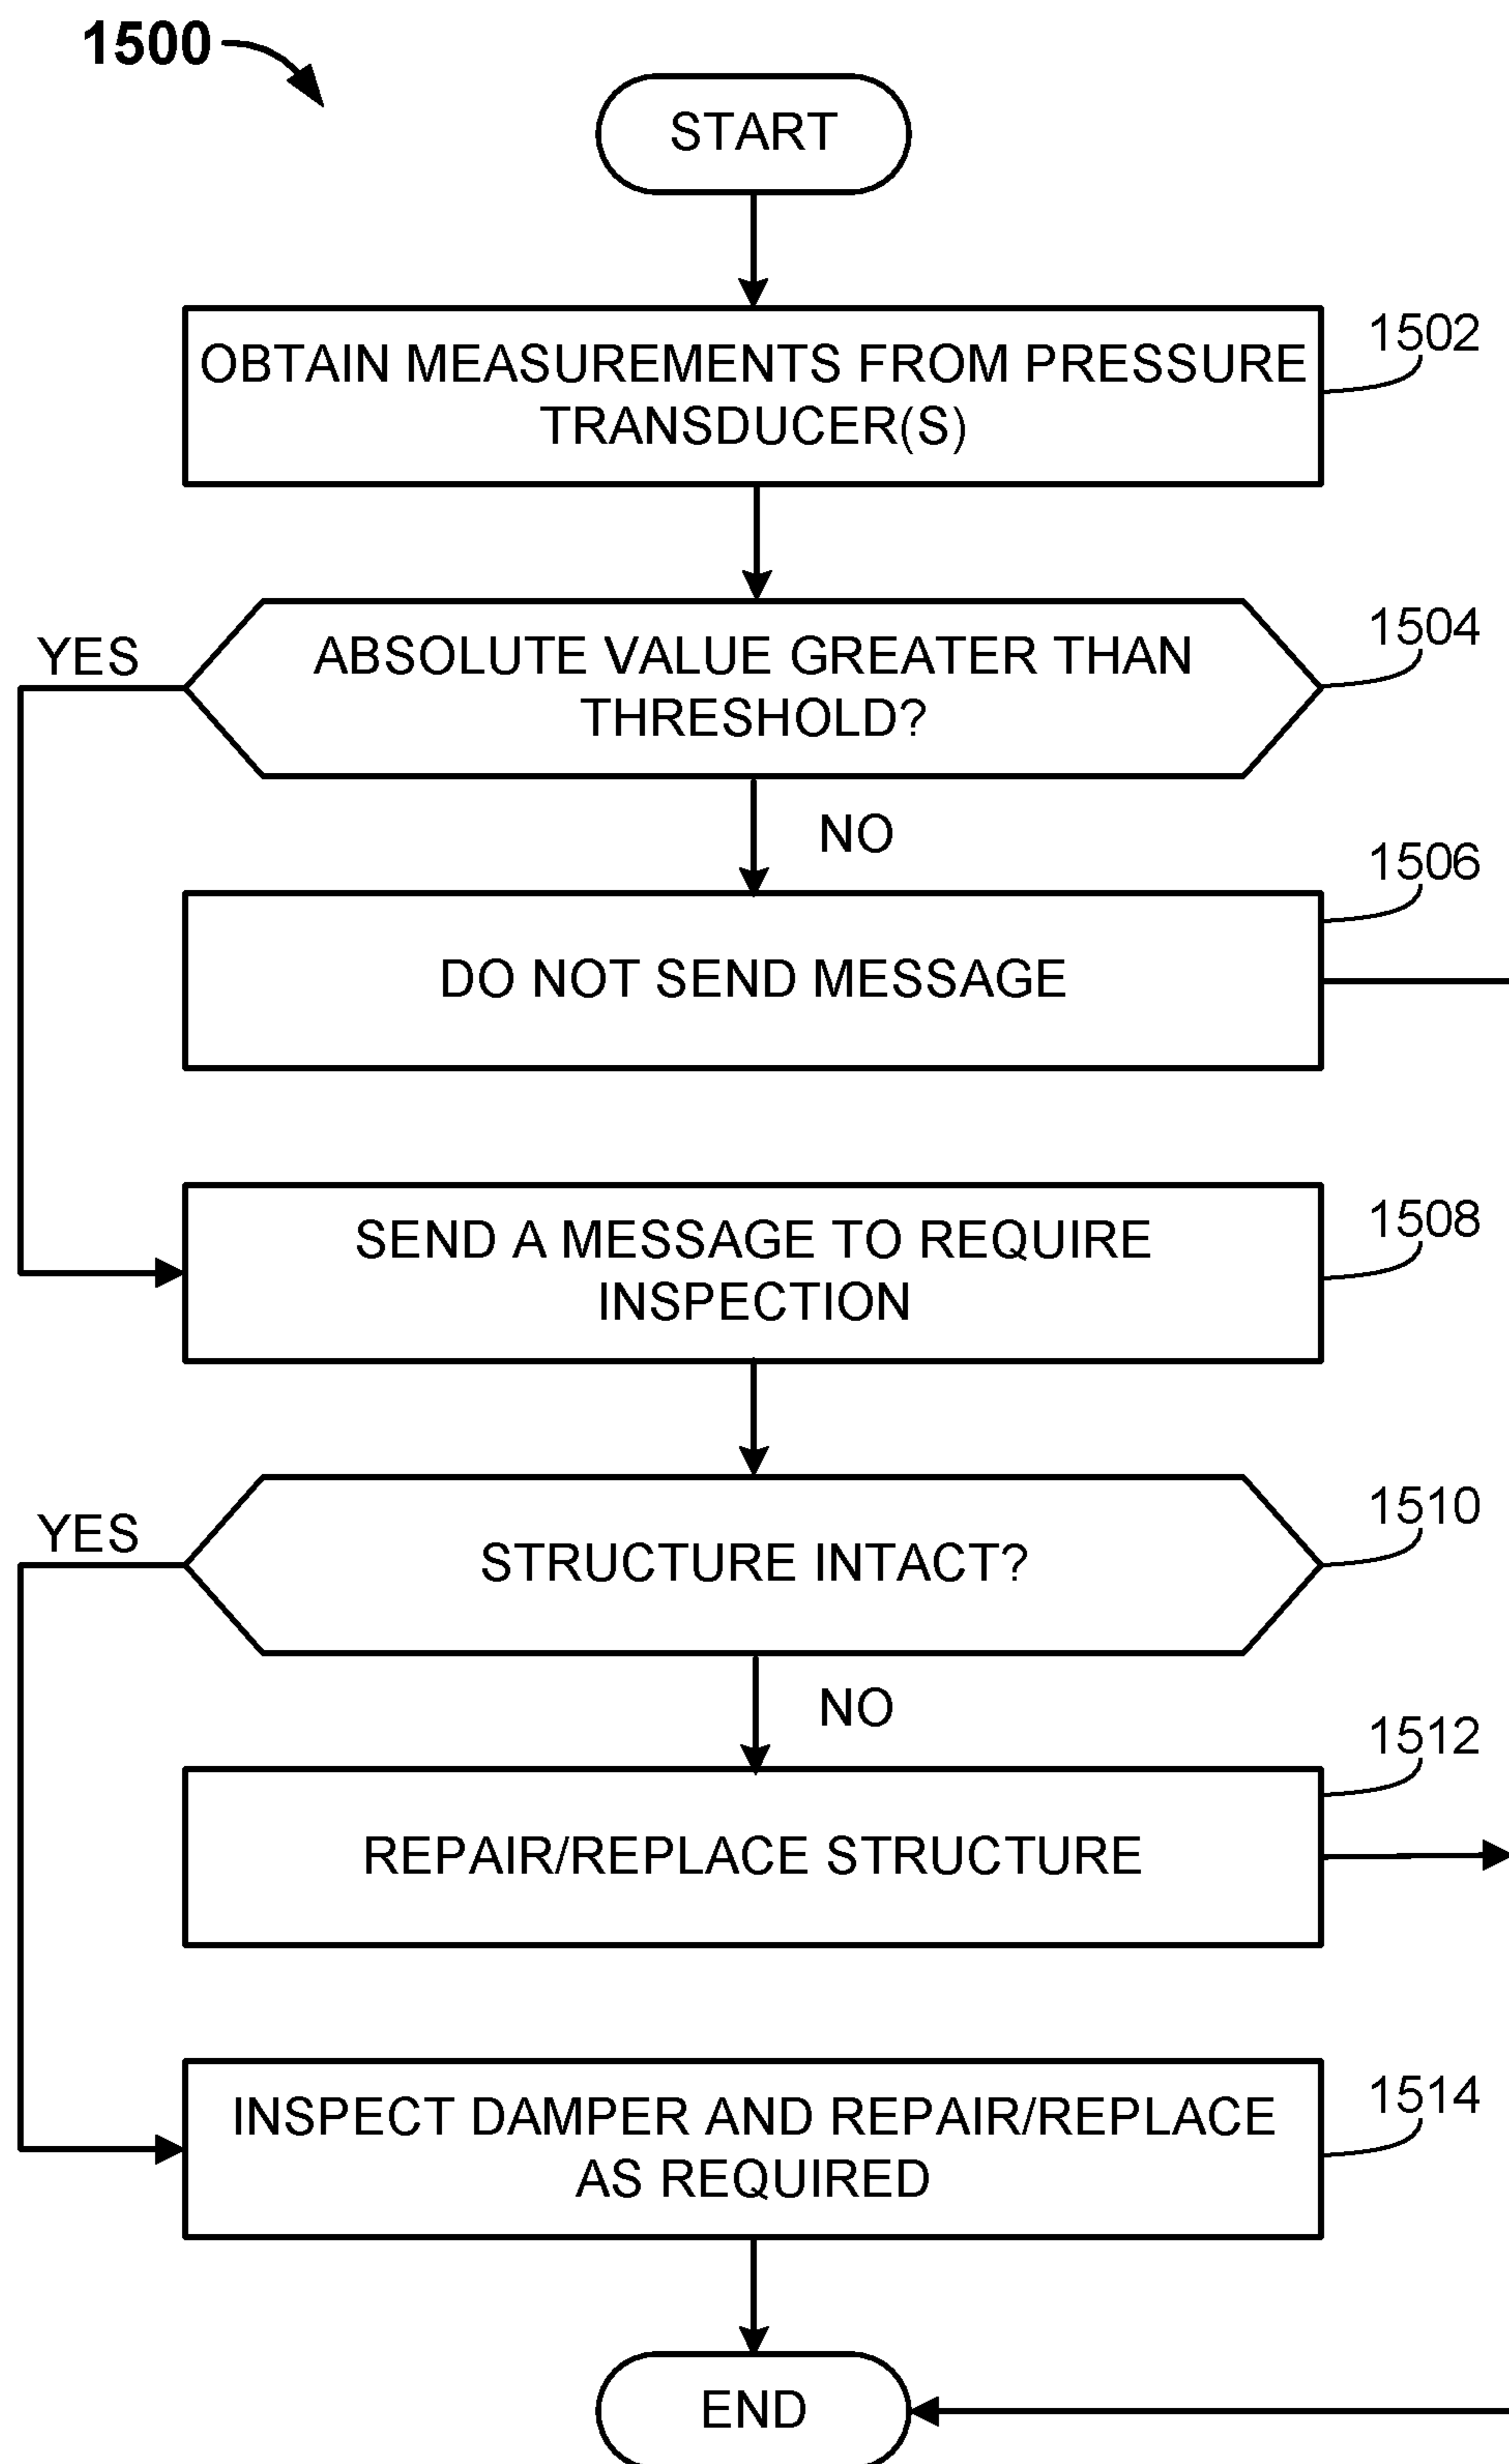 1500
START
OBTAIN MEASUREMENTS FROM PRESSURE
TRANSDUCER(S)
1502
ABSOLUTE VALUE GREATER THAN
THRESHOLD?
1504
YES
NO
DO NOT SEND MESSAGE
1506
SEND A MESSAGE TO REQUIRE
INSPECTION
1508
STRUCTURE INTACT?
1510
YES
NO
REPAIR/REPLACE STRUCTURE
1512
INSPECT DAMPER AND REPAIR/REPLACE
AS REQUIRED
1514
END